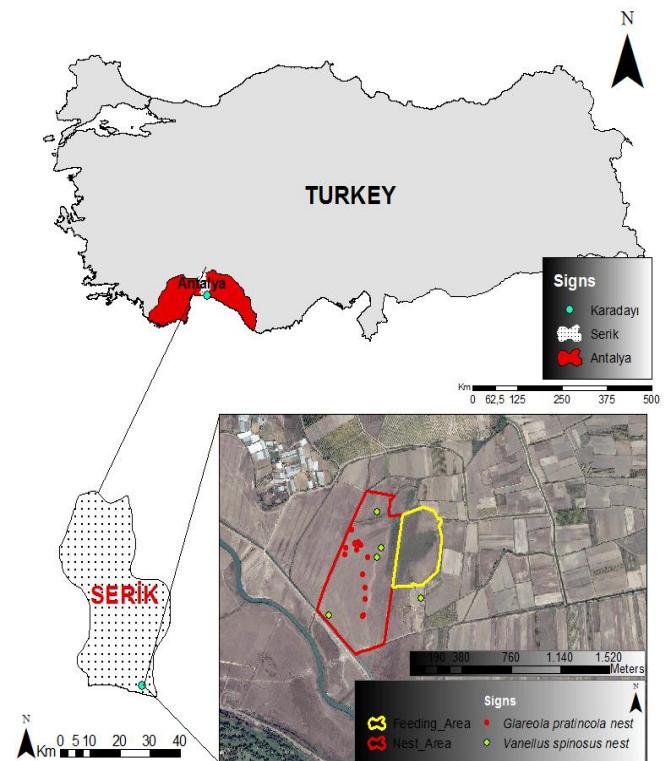 N
TURKEY
Antalya
Signs
Karadayı
Serik
Antalya
Km
0 62,5 125 250 375 500
SERİK
N
Km
0 5 10 20 30 40
190 380 760 1.140 1.520
Meters
Signs
N
Feeding_Area
Glareola pratincola nest
Nest_Area
Vanellus spinosus nest